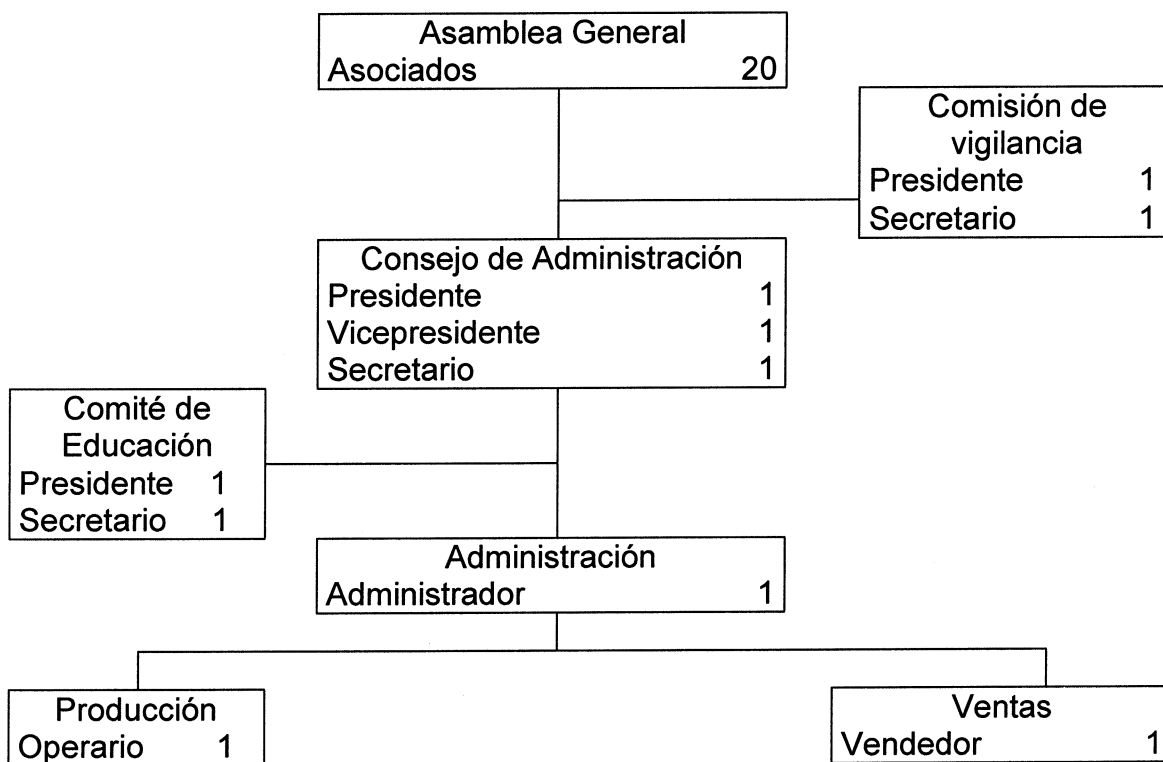 Asamblea General
Asociados 20
Comisión de
vigilancia
Presidente 1
Secretario 1
Consejo de Administración
Presidente 1
Vicepresidente 1
Secretario 1
Comité de
Educación
Presidente 1
Secretario 1
Administración
Administrador 1
Producción
Operario 1
Ventas
Vendedor 1